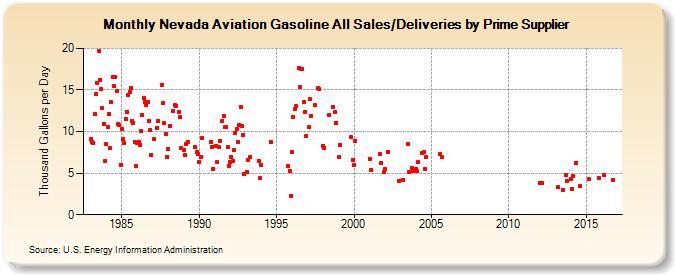 Monthly Nevada Aviation Gasoline All Sales/Deliveries by Prime Supplier
Thousand Gallons per Day
20
15
10
5
0
1985 1990 1995 2000 2005 2010 2015
Source: U.S. Energy Information Administration